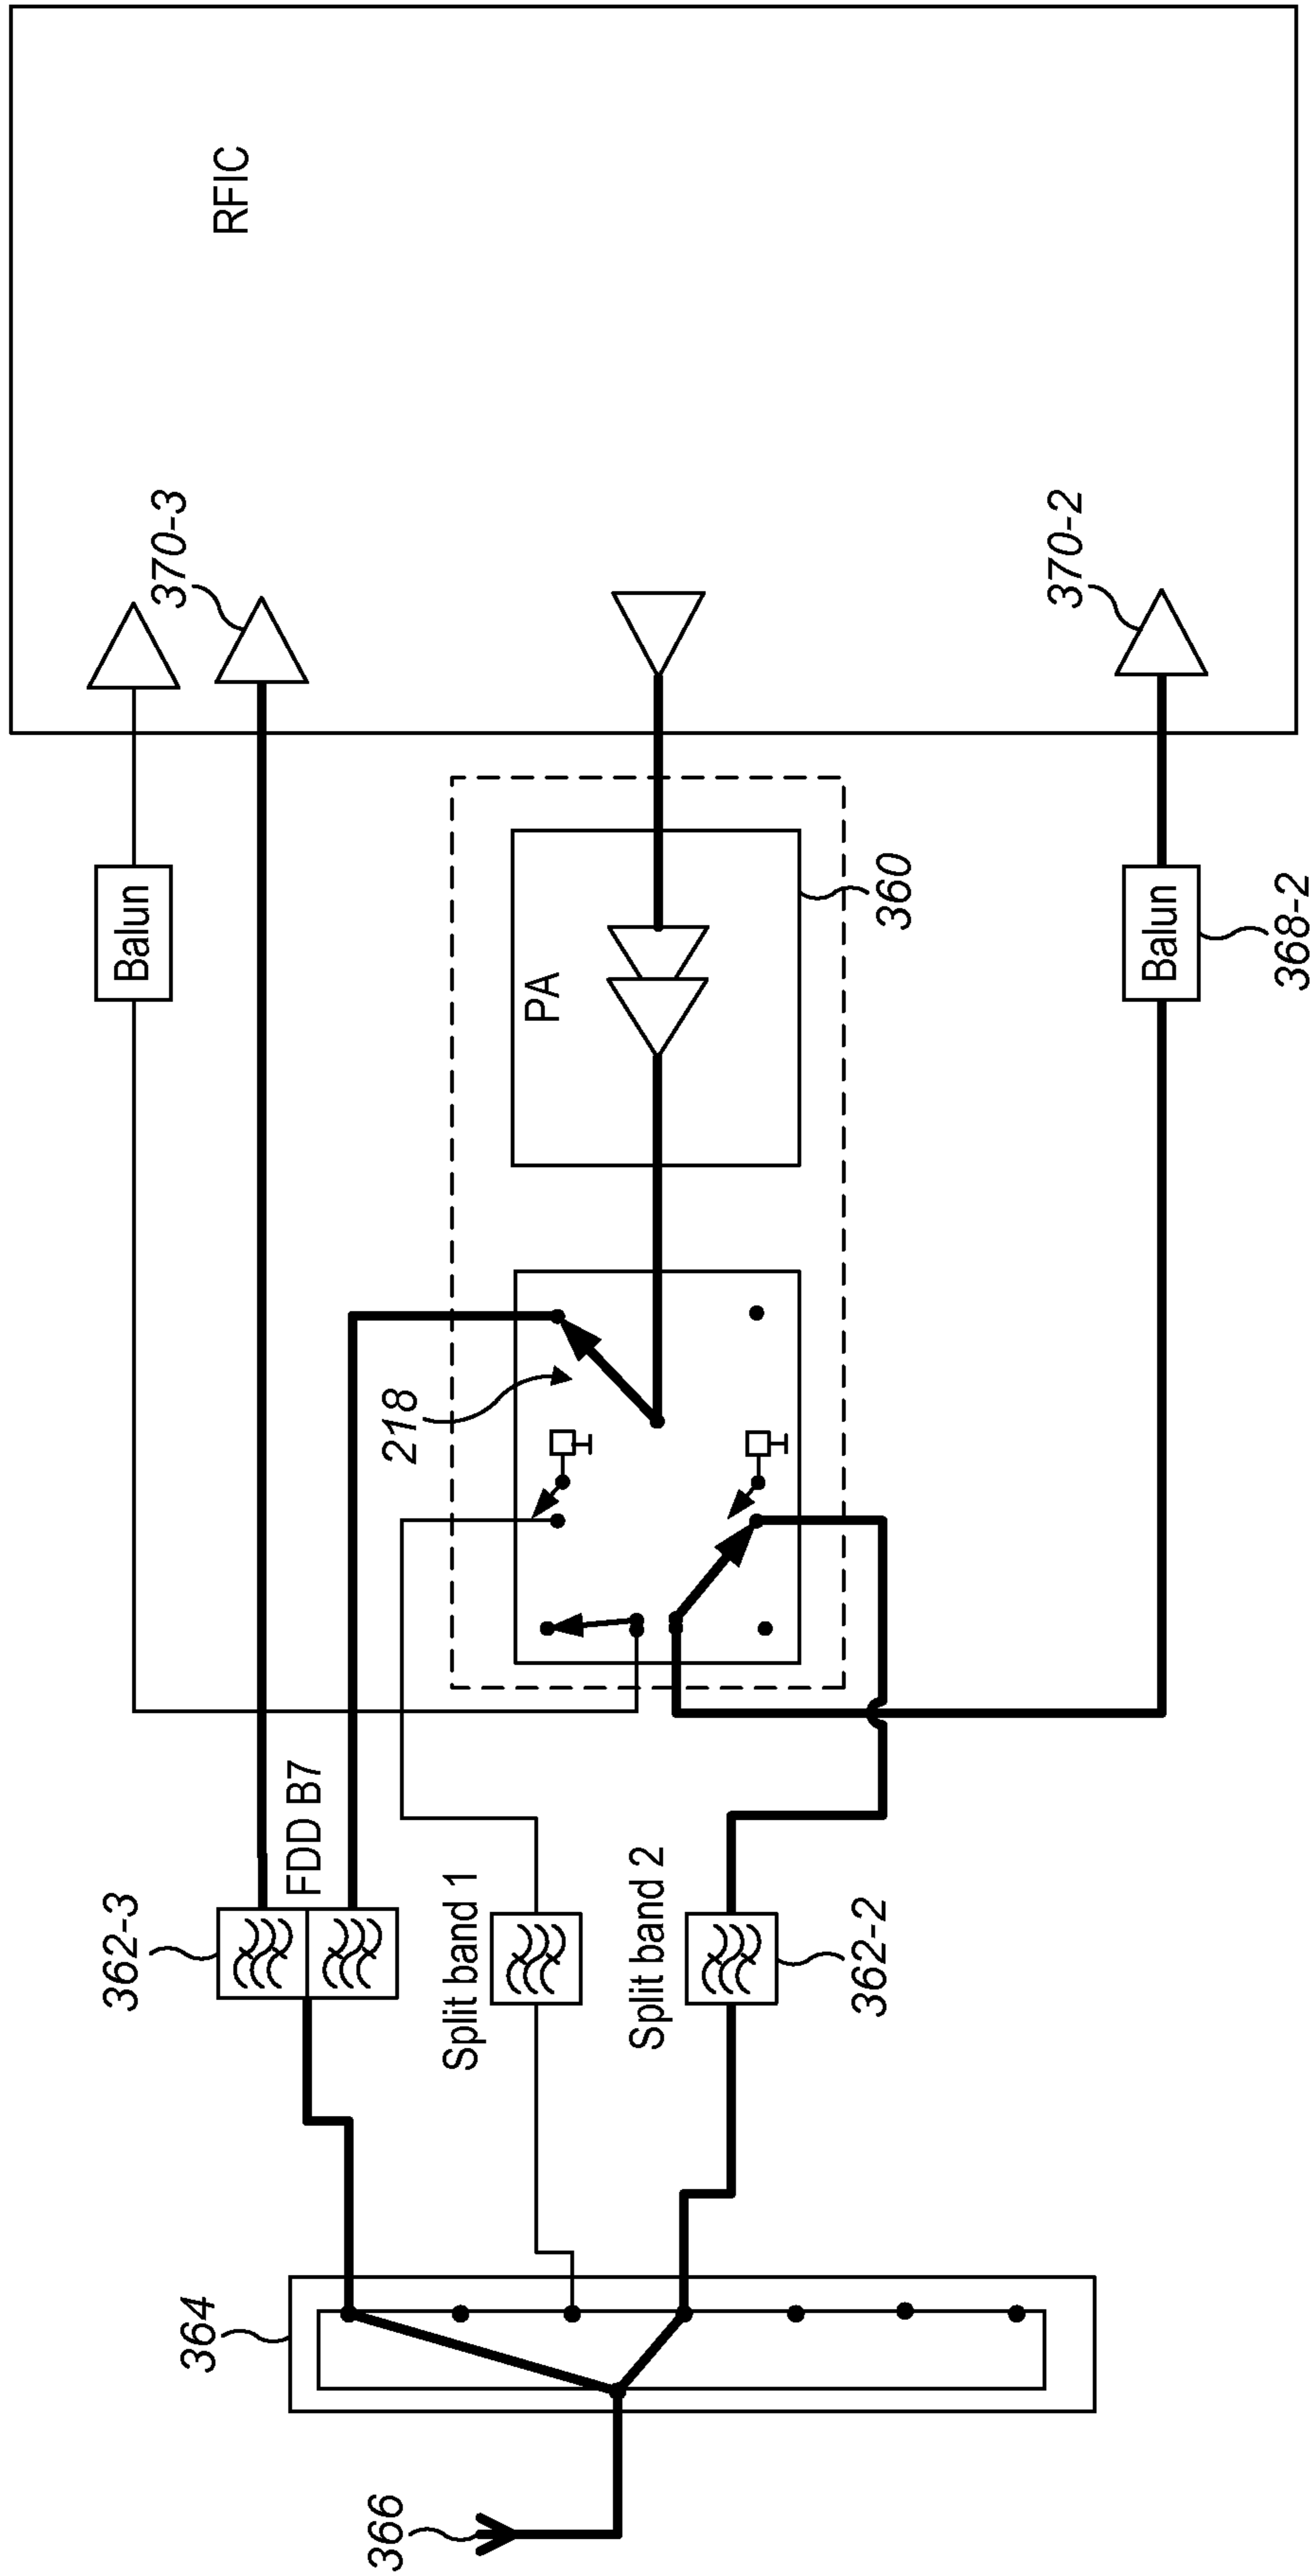 RFIC
370-3
370-2
Balun
PA
360
Balun
368-2
218
FDD B7
362-3
Split band 1
Split band 2
362-2
364
366